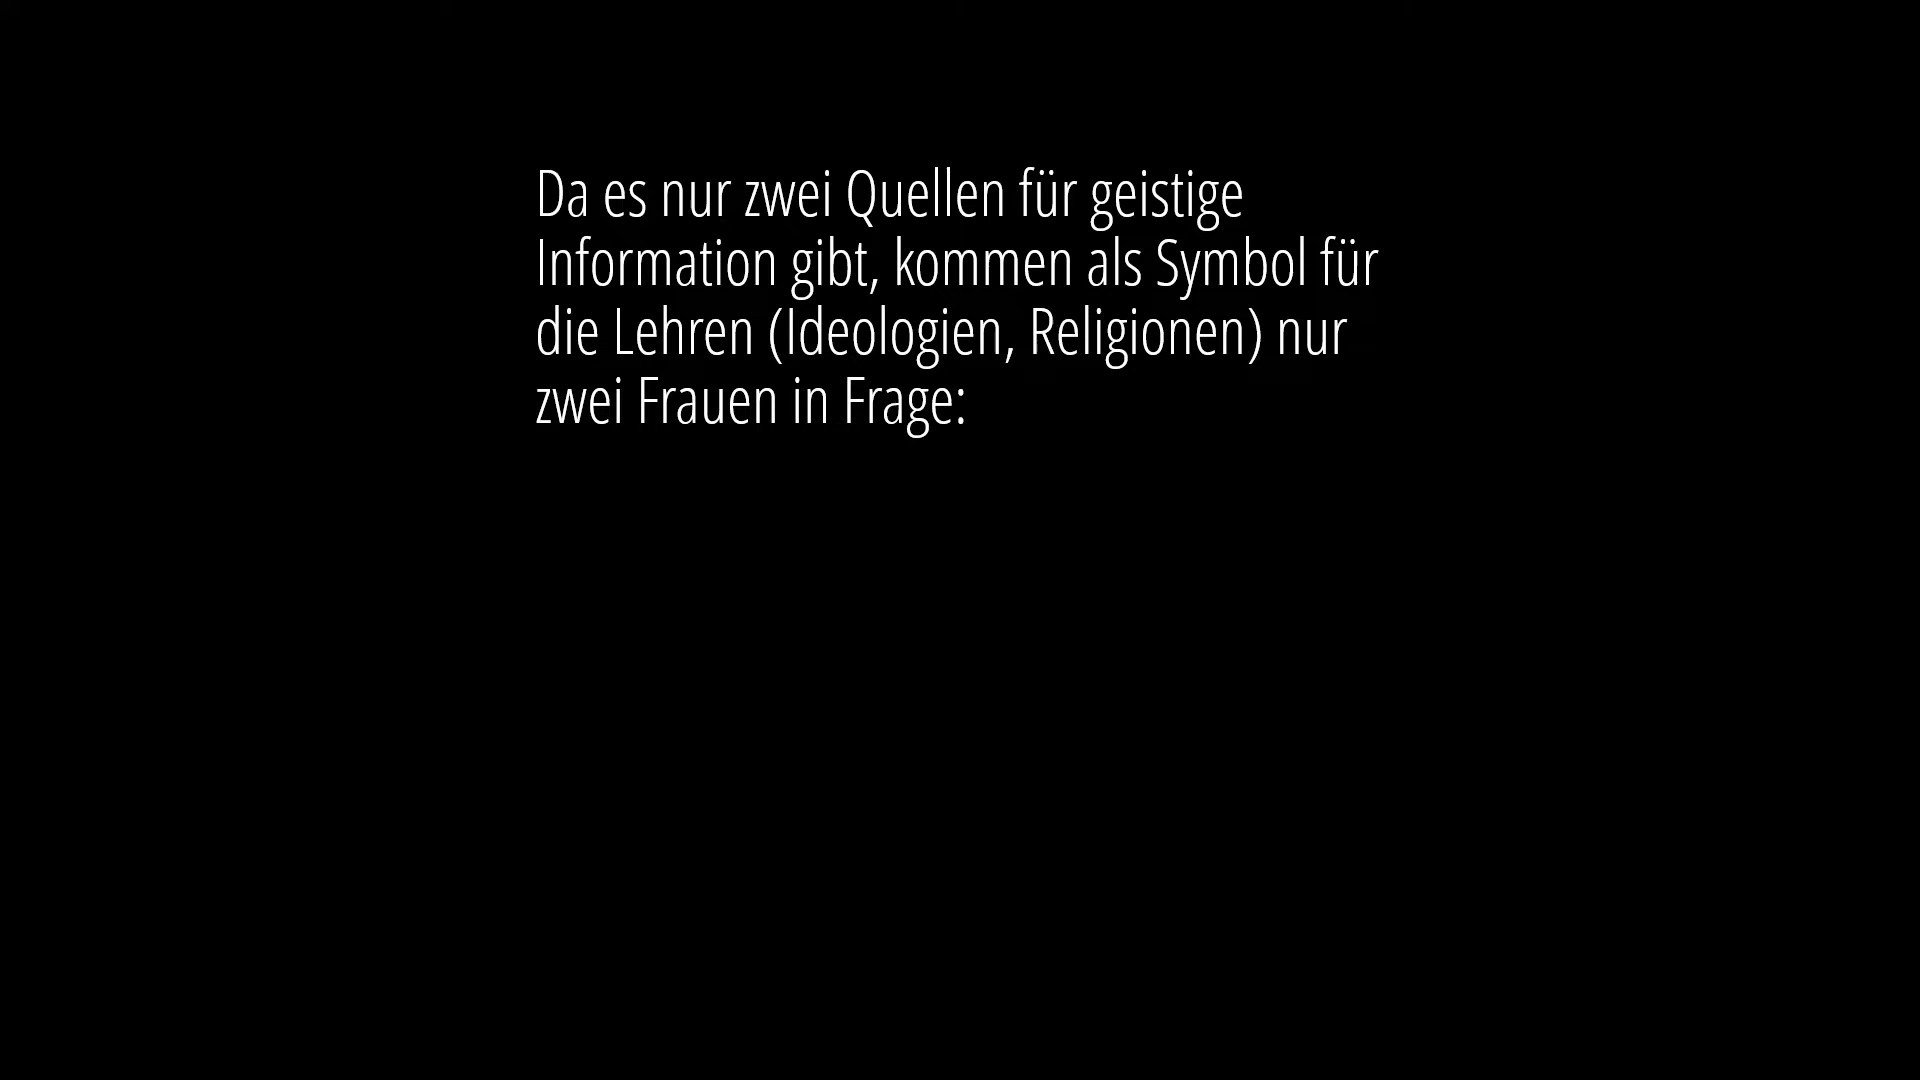 Da es nur zwei Quellen für geistige
Information gibt, kommen als Symbol für
die Lehren (Ideologien, Religionen) nur
zwei Frauen in Frage: